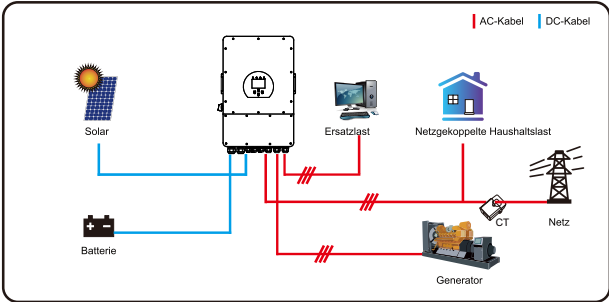 AC-Kabel
DC-Kabel
Solar
Ersatzlast
Netzgekoppelte Haushaltslast
CT
Netz
Batterie
Generator